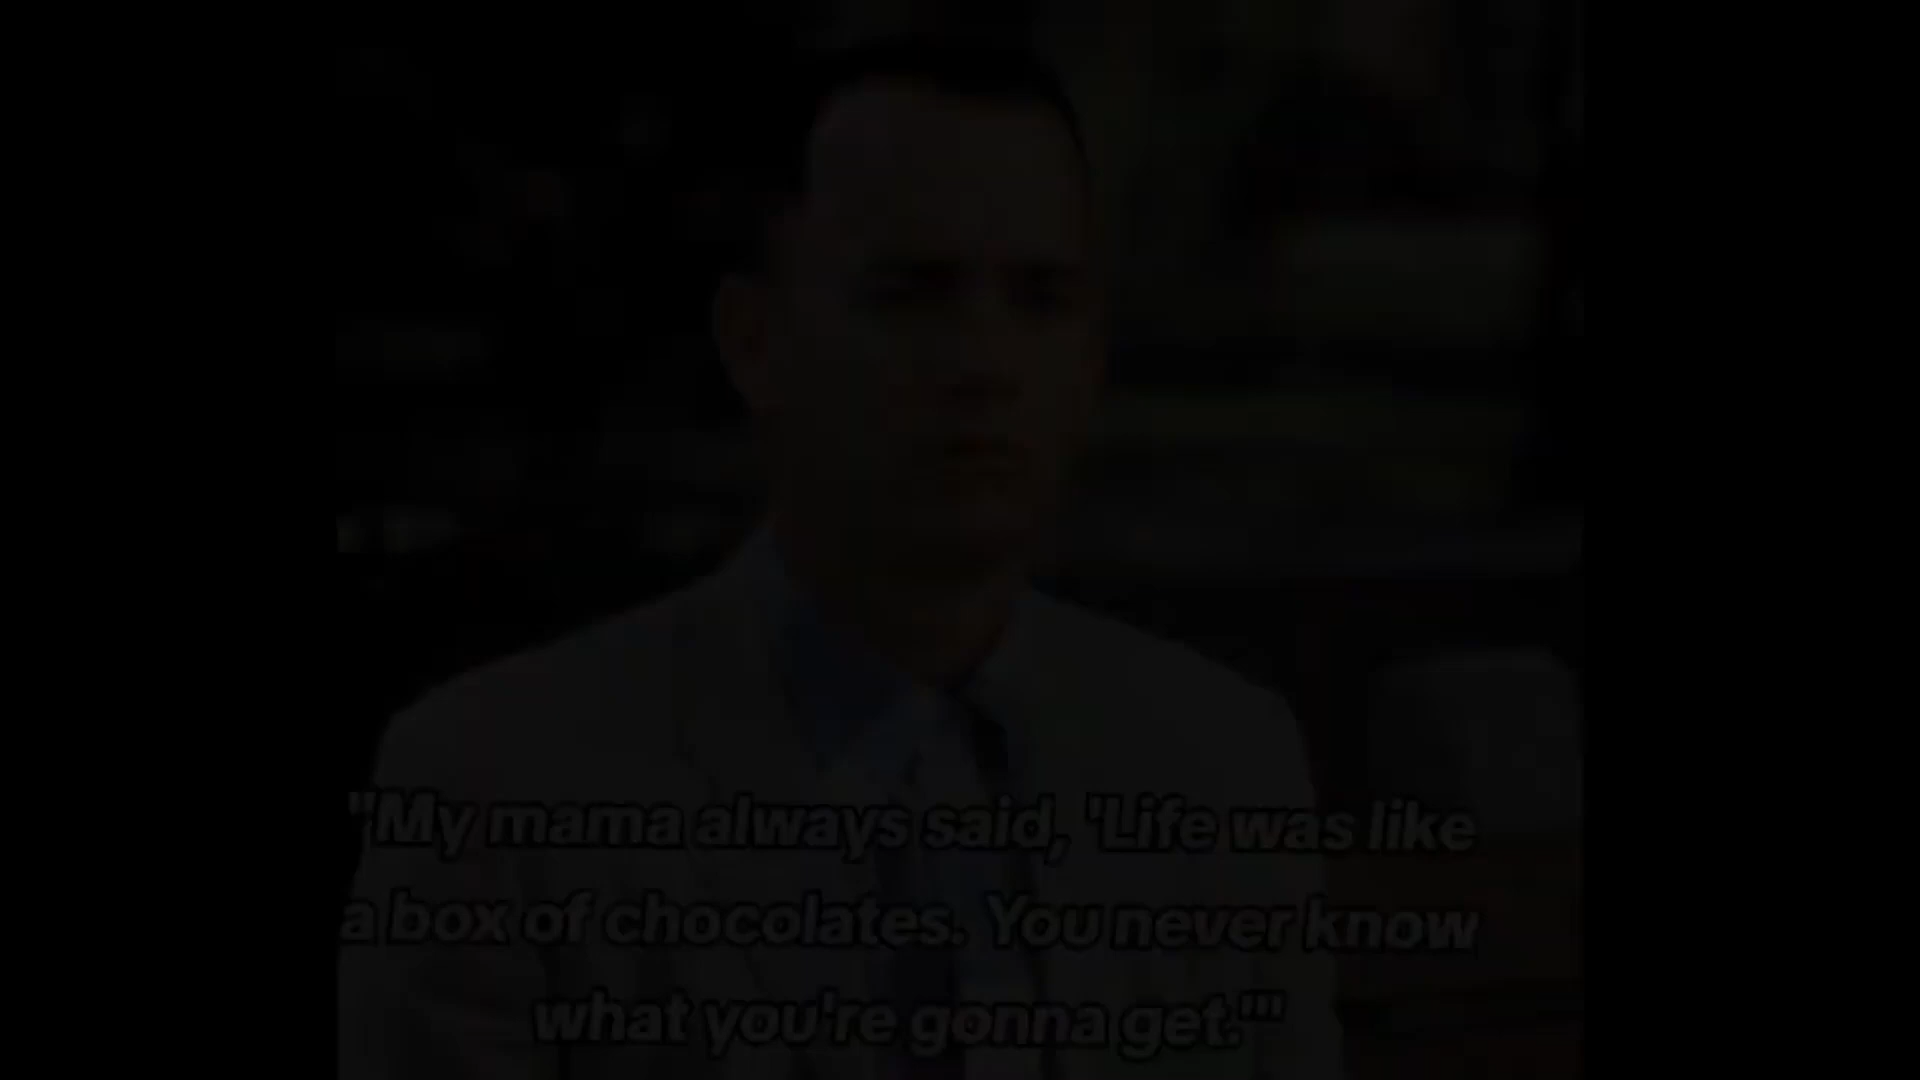 "My mama always said, 'Life was like
a box of chocolates. You never know
what you're gonna get.'"